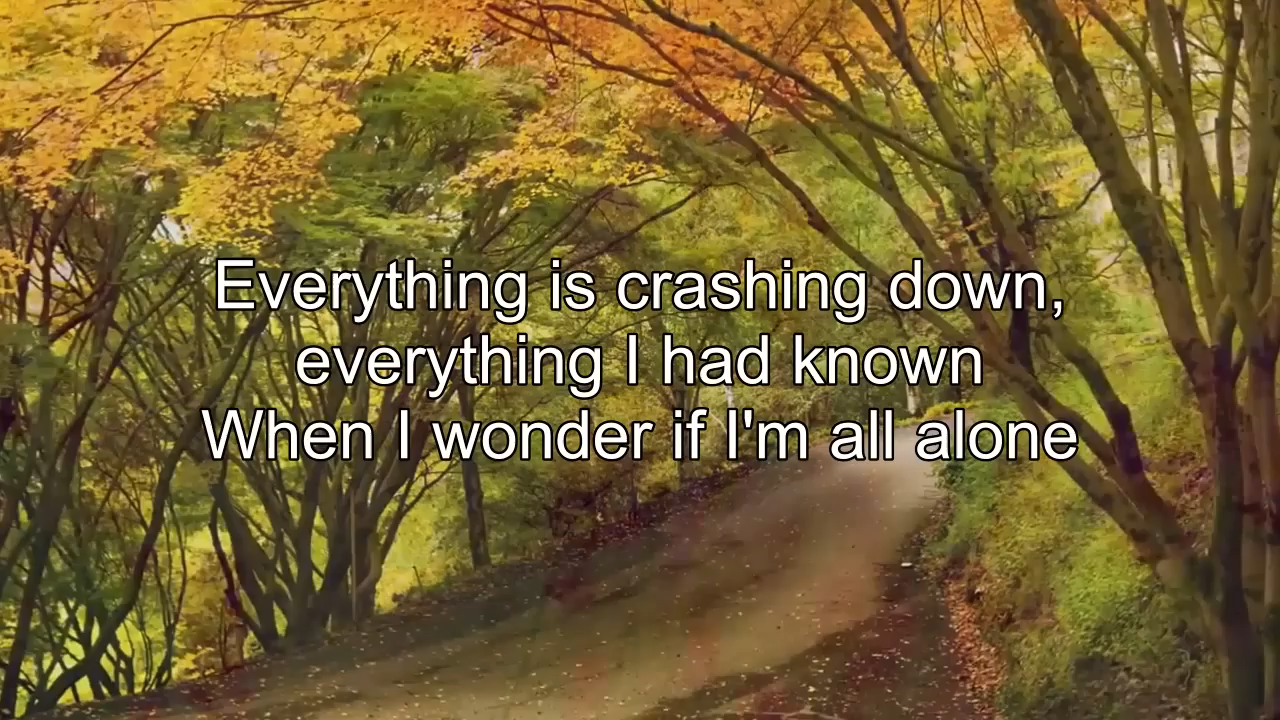 Everything is crashing down,
everything I had known
When I wonder if I'm all alone